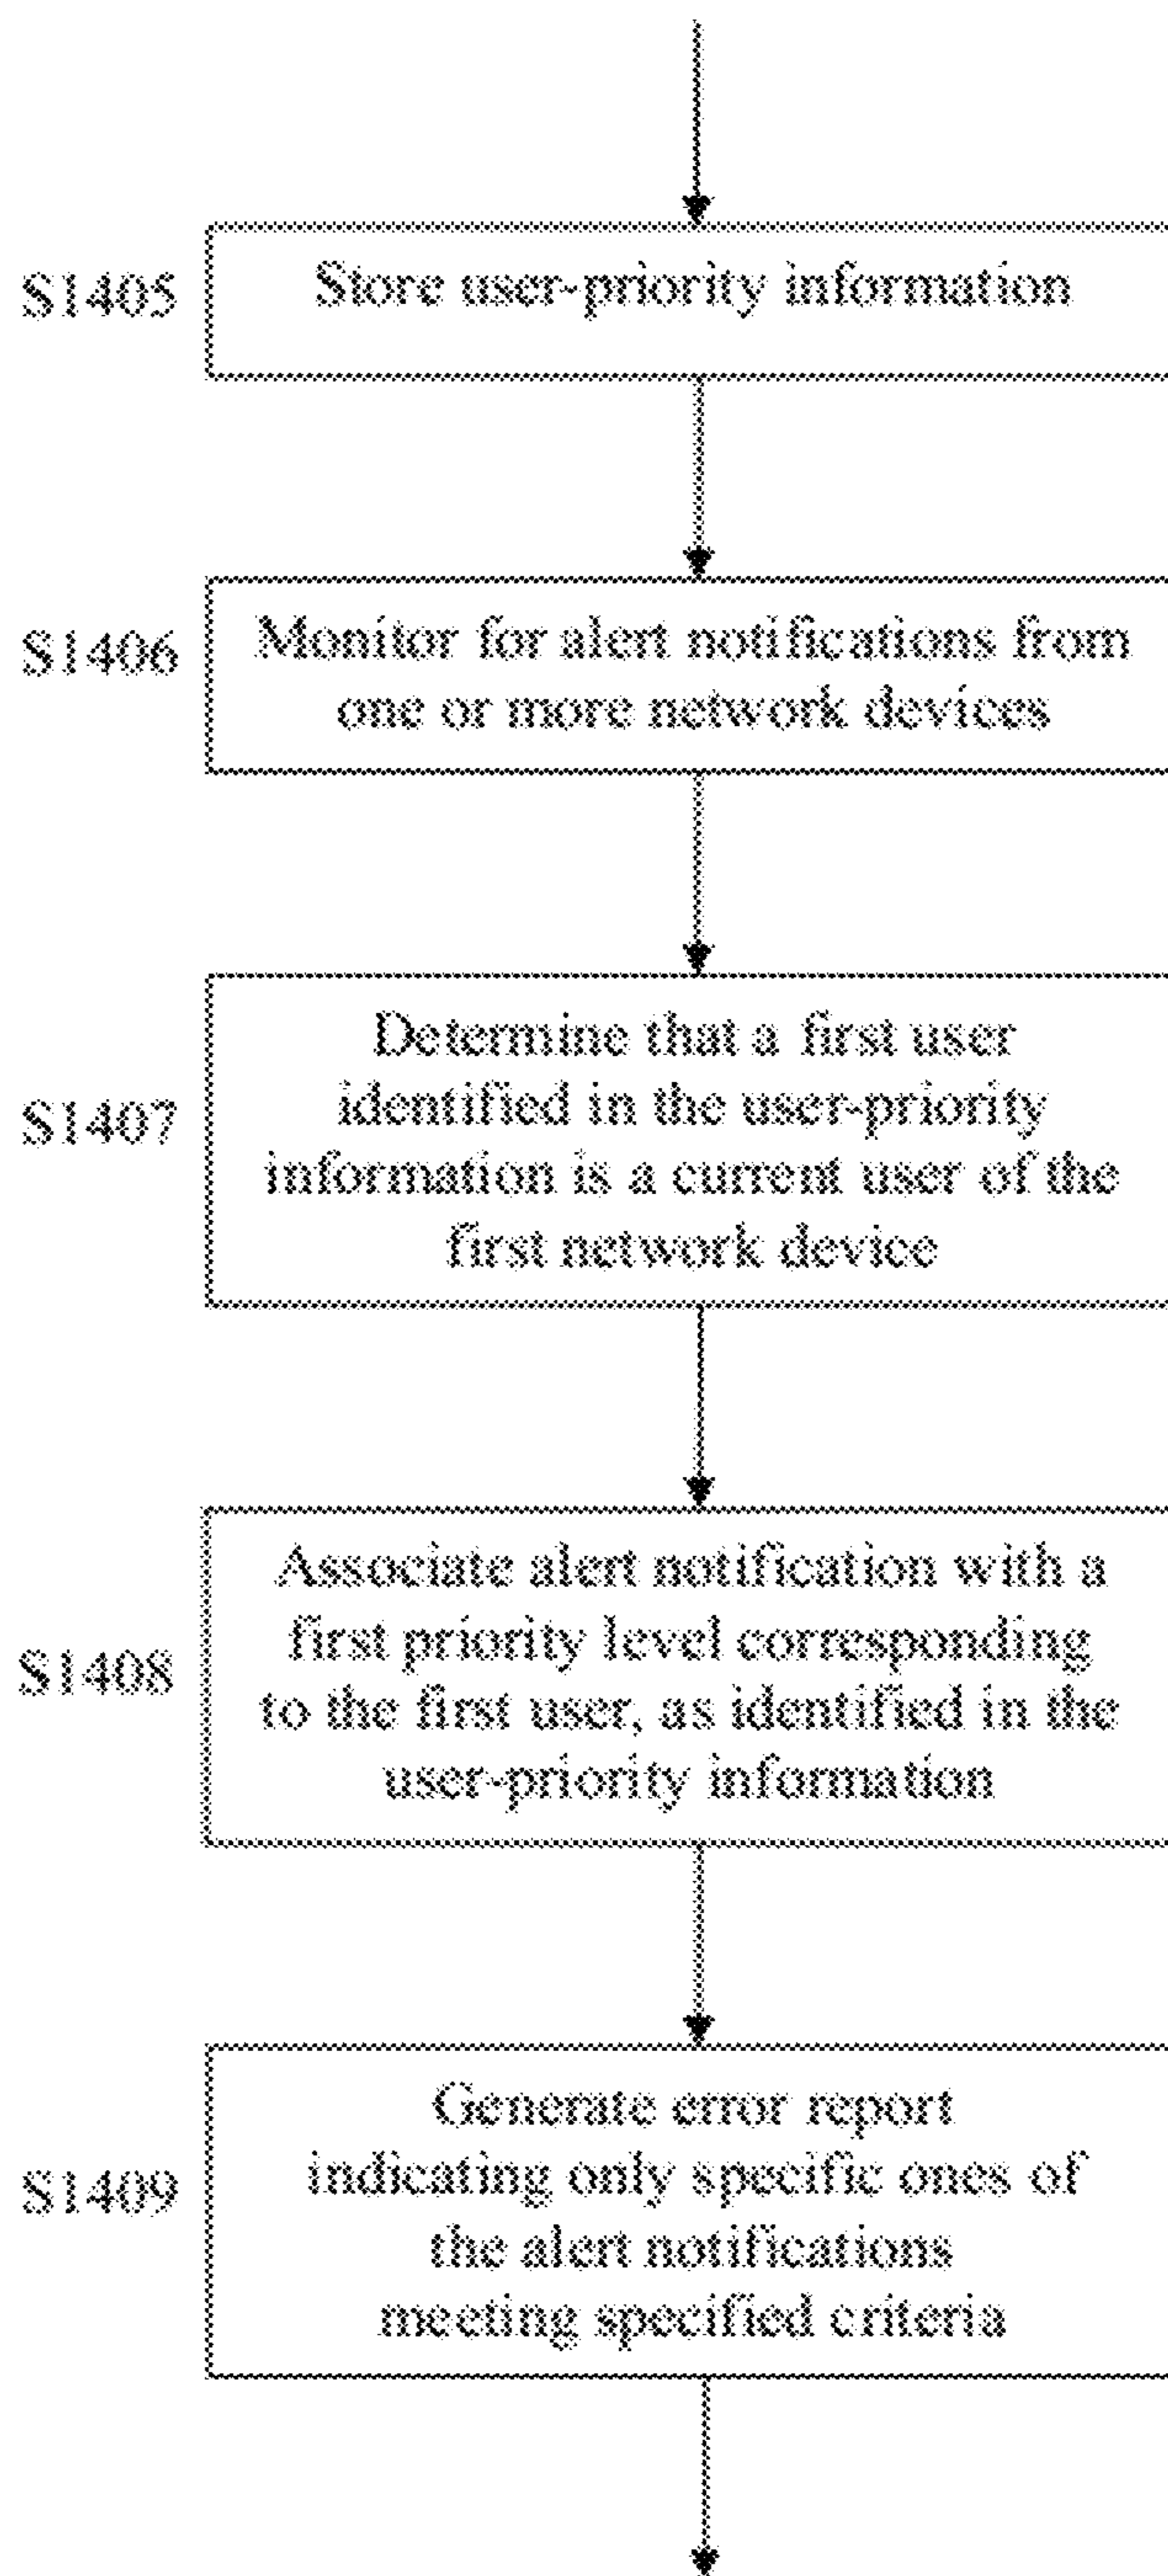 S1405
Store user-priority information
S1406
Monitor for alert notifications from
one or more network devices
S1407
Determine that a first user
identified in the user-priority
information is a current user of the
first network device
S1408
Associate alert notification with a
first priority level corresponding
to the first user, as identified in the
user-priority information
S1409
Generate error report
indicating only specific ones of
the alert notifications
meeting specified criteria